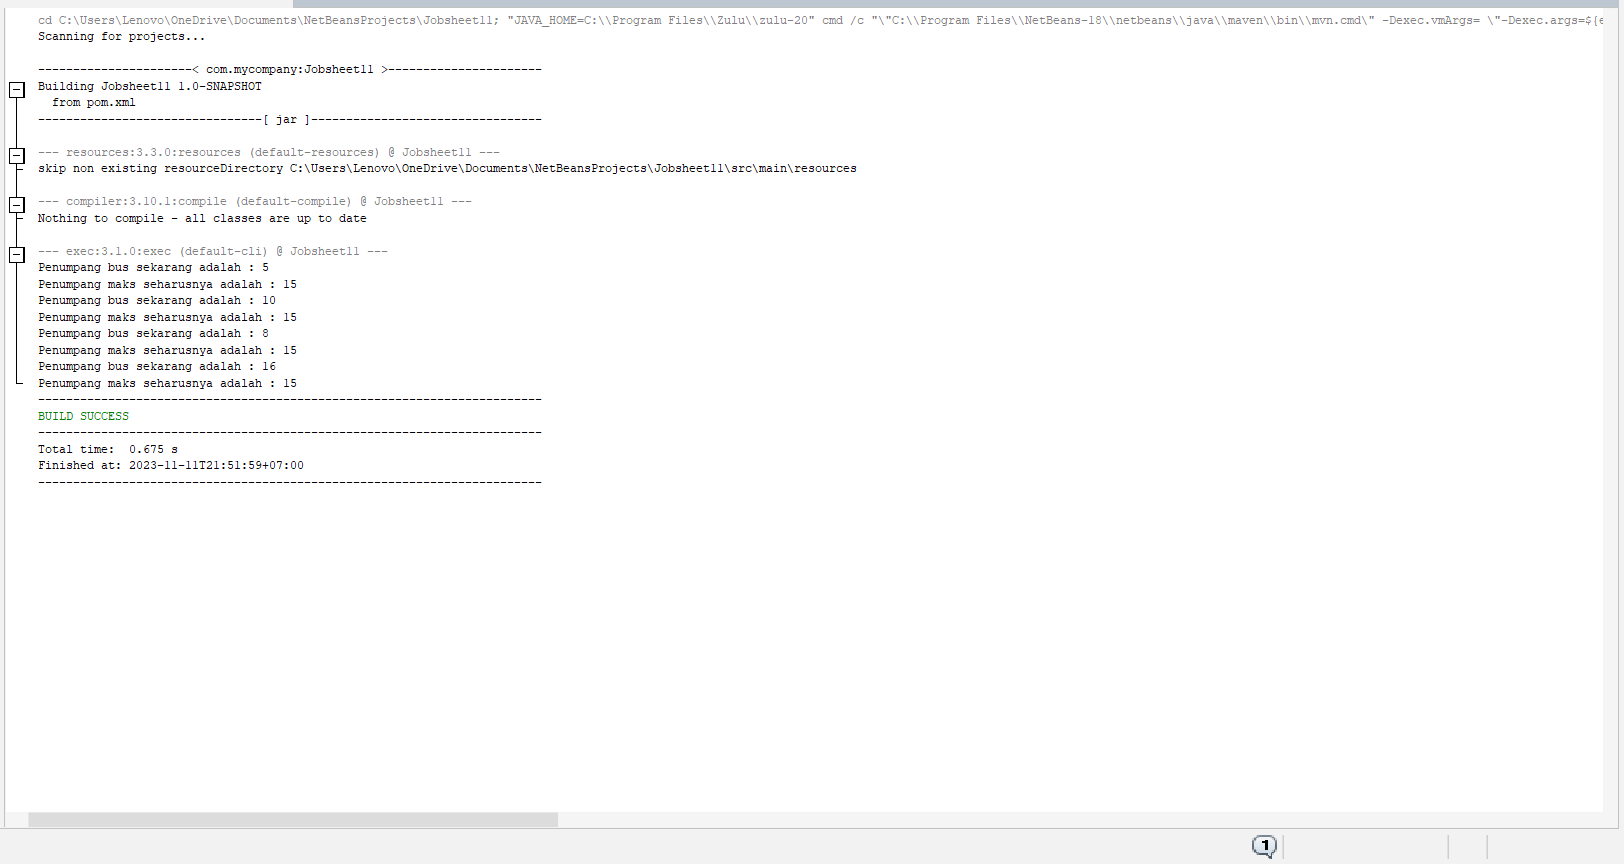 cd C:\Users\Lenovo\OneDrive\Documents\NetBeansProjects\Jobsheet11; "JAVA_HOME=C:\\Program Files\\Zulu\\zulu-20" cmd /c "\"C:\\Program Files\\NetBeans-18\\netbeans\\java\\maven\\bin\\mvn.cmd\" -Dexec.vmArgs= \"-Dexec.args=${e
Scanning for projects...
----------------------< com.mycompany:Jobsheet11 >----------------------
Building Jobsheet11 1.0-SNAPSHOT
  from pom.xml
--------------------------------[ jar ]---------------------------------
--- resources:3.3.0:resources (default-resources) @ Jobsheet11 ---
skip non existing resourceDirectory C:\Users\Lenovo\OneDrive\Documents\NetBeansProjects\Jobsheet11\src\main\resources
--- compiler:3.10.1:compile (default-compile) @ Jobsheet11 ---
Nothing to compile - all classes are up to date
--- exec:3.1.0:exec (default-cli) @ Jobsheet11 ---
Penumpang bus sekarang adalah : 5
Penumpang maks seharusnya adalah : 15
Penumpang bus sekarang adalah : 10
Penumpang maks seharusnya adalah : 15
Penumpang bus sekarang adalah : 8
Penumpang maks seharusnya adalah : 15
Penumpang bus sekarang adalah : 16
Penumpang maks seharusnya adalah : 15
------------------------------------------------------------------------
BUILD SUCCESS
------------------------------------------------------------------------
Total time:  0.675 s
Finished at: 2023-11-11T21:51:59+07:00
------------------------------------------------------------------------
1